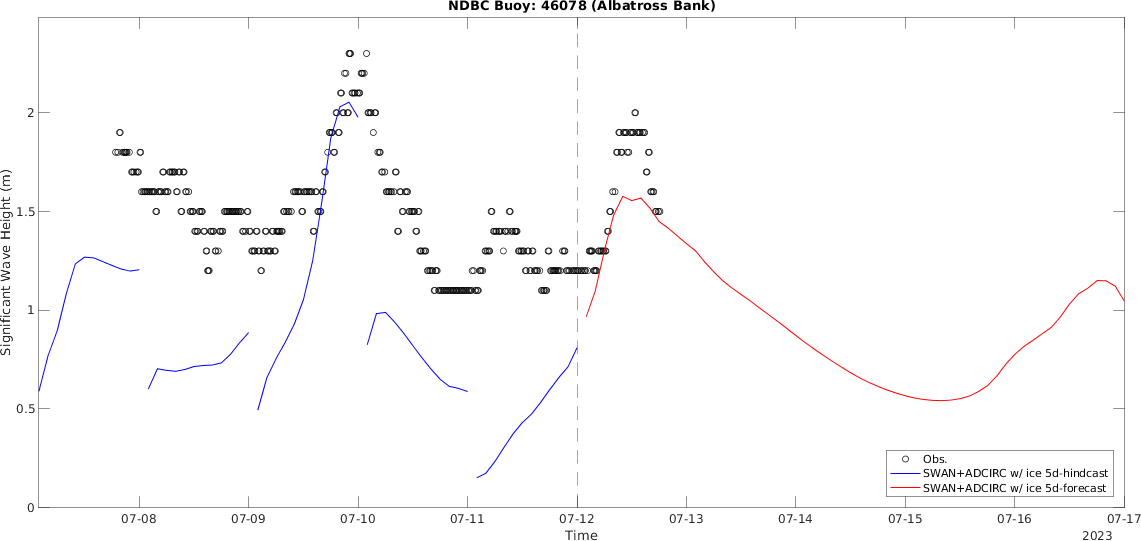 NDBC Buoy: 46078 (Albatross Bank)
Significant Wave Height (m)
2
1.5
1
0.5
0
Obs.
SWAN+ADCIRC w/ ice 5d-hindcast
SWAN+ADCIRC w/ ice 5d-forecast
07-08 07-09 07-10 07-11 07-12 07-13 07-14 07-15 07-16 07-17
Time
2023